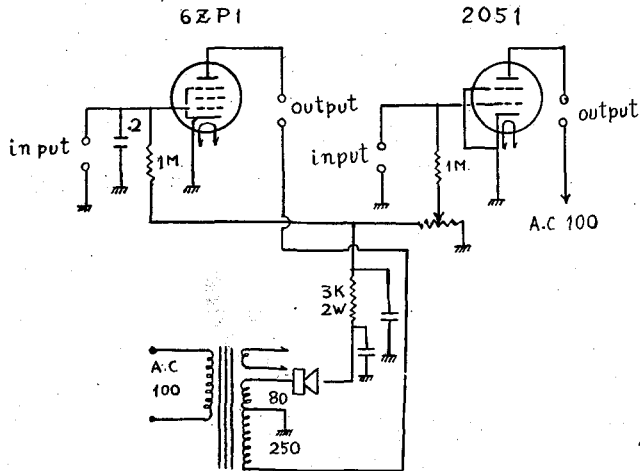 6ZP1
2051
output
output
.2
input
1M.
input
1M.
A.C 100
3K
2W
A.C
100
80
250